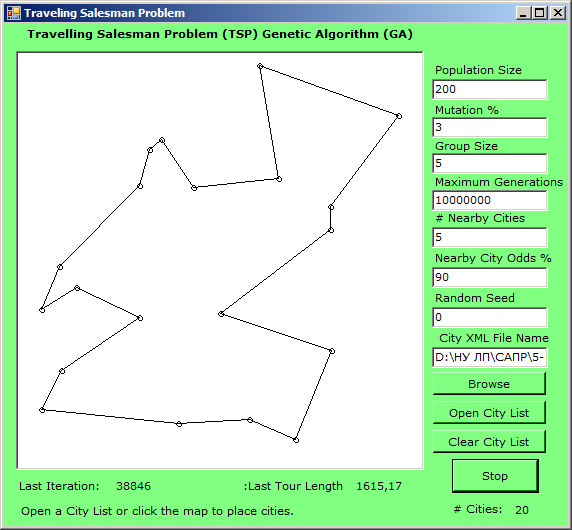 Traveling Salesman Problem
Travelling Salesman Problem (TSP) Genetic Algorithm (GA)
Population Size
200
Mutation %
3
Group Size
5
Maximum Generations
10000000
# Nearby Cities
5
Nearby City Odds %
90
Random Seed
0
City XML File Name
D:\НУ ЛП\САПР\5-
Browse
Open City List
Clear City List
Stop
Last Iteration: 38846 :Last Tour Length 1615,17
Open a City List or click the map to place cities. # Cities: 20